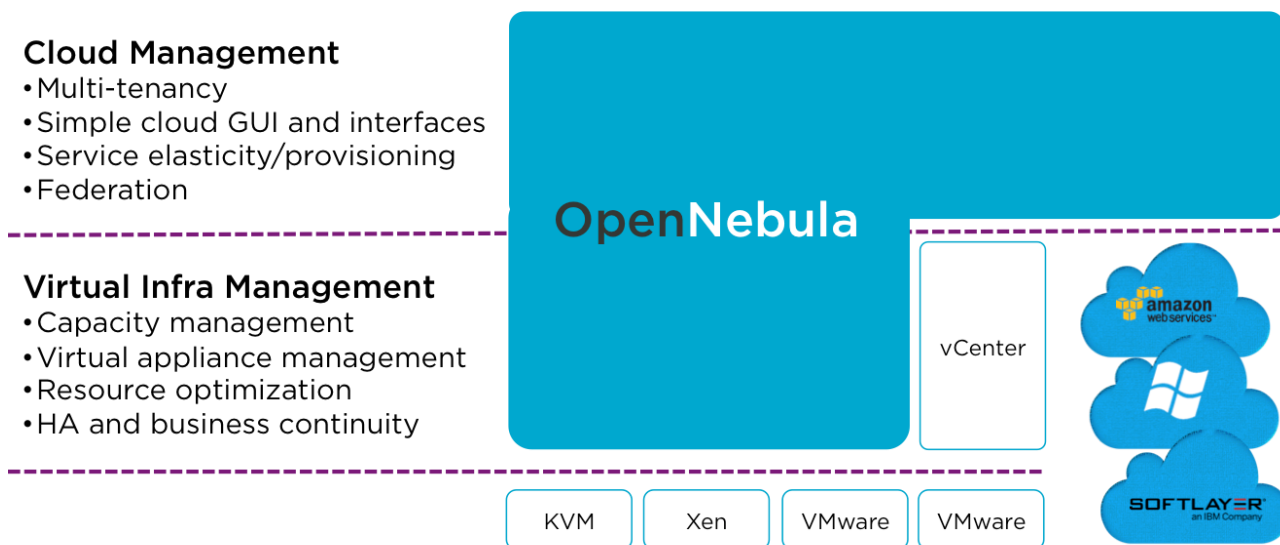 Cloud Management
• Multi-tenancy
• Simple cloud GUI and interfaces
• Service elasticity/provisioning
• Federation
OpenNebula
Virtual Infra Management
• Capacity management
• Virtual appliance management
• Resource optimization
• HA and business continuity
vCenter
amazon
web services™
SOFTLAYER®
an IBM Company
KVM
Xen
VMware
VMware